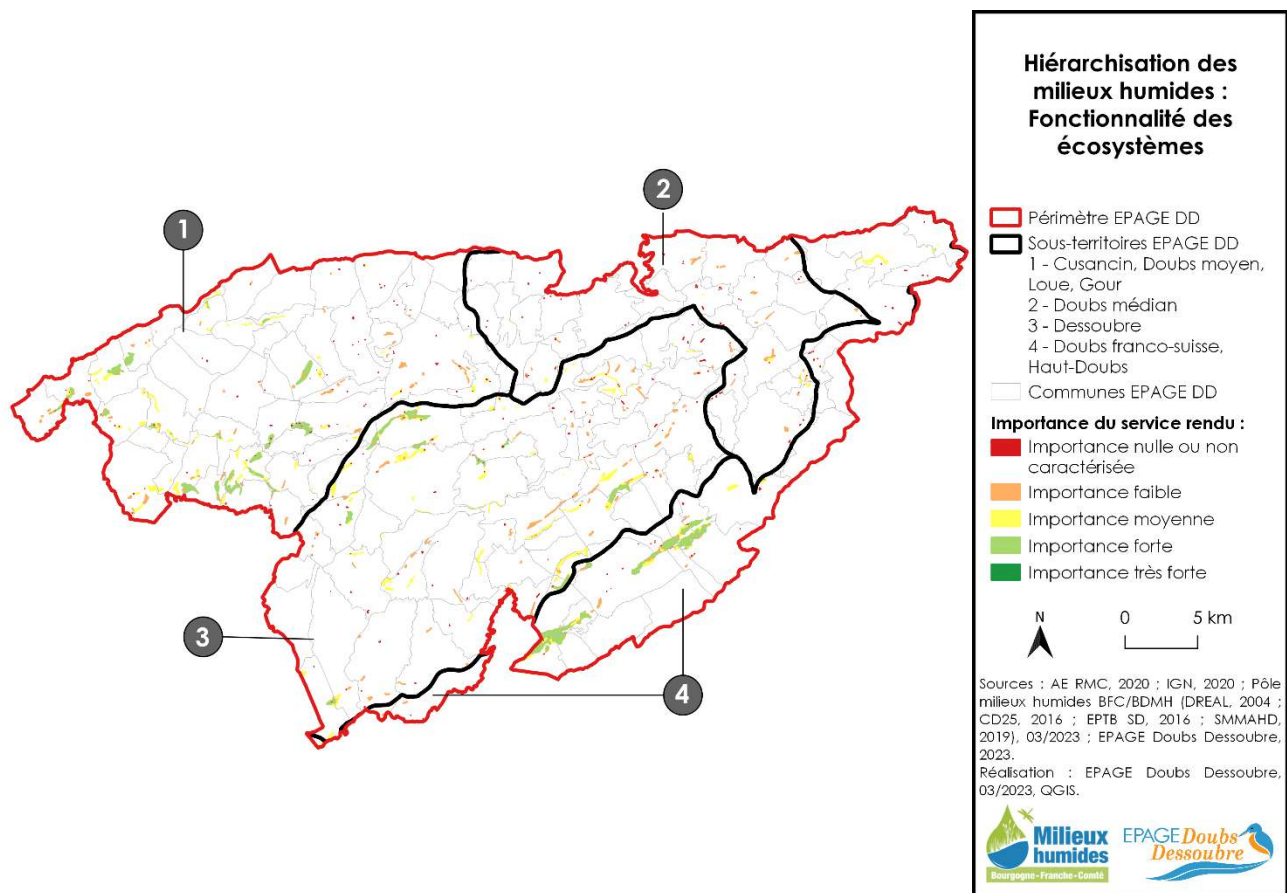 1
2
3
4
Hiérarchisation des
milieux humides :
Fonctionnalité des
écosystèmes
Périmètre EPAGE DD
Sous-territoires EPAGE DD
1 - Cusancin, Doubs moyen,
Loue, Gour
2 - Doubs médian
3 - Dessoubre
4 - Doubs franco-suisse,
Haut-Doubs
Communes EPAGE DD
Importance du service rendu :
Importance nulle ou non
caractérisée
Importance faible
Importance moyenne
Importance forte
Importance très forte
N
0 5 km
Sources : AE RMC, 2020 ; IGN, 2020 ; Pôle
milieux humides BFC/BDMH (DREAL, 2004 ;
CD25, 2016 ; EPTB SD, 2016 ; SMMAHD,
2019), 03/2023 ; EPAGE Doubs Dessoubre,
2023.
Réalisation : EPAGE Doubs Dessoubre,
03/2023, QGIS.
Milieux
humides
Bourgogne-Franche-Comté
EPAGE Doubs
Dessoubre